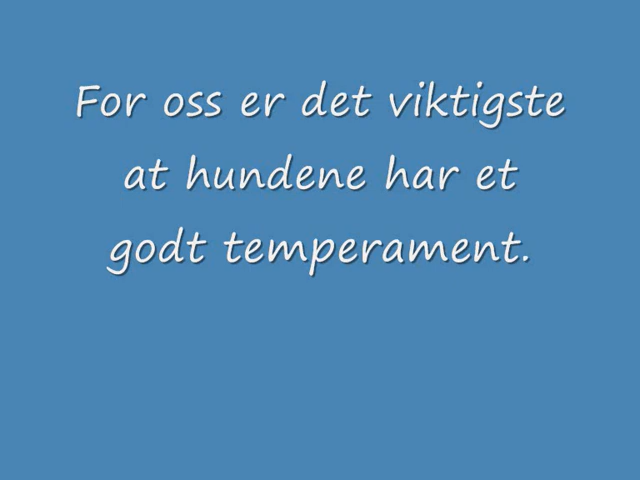 For oss er det viktigste
at hundene har et
godt temperament.